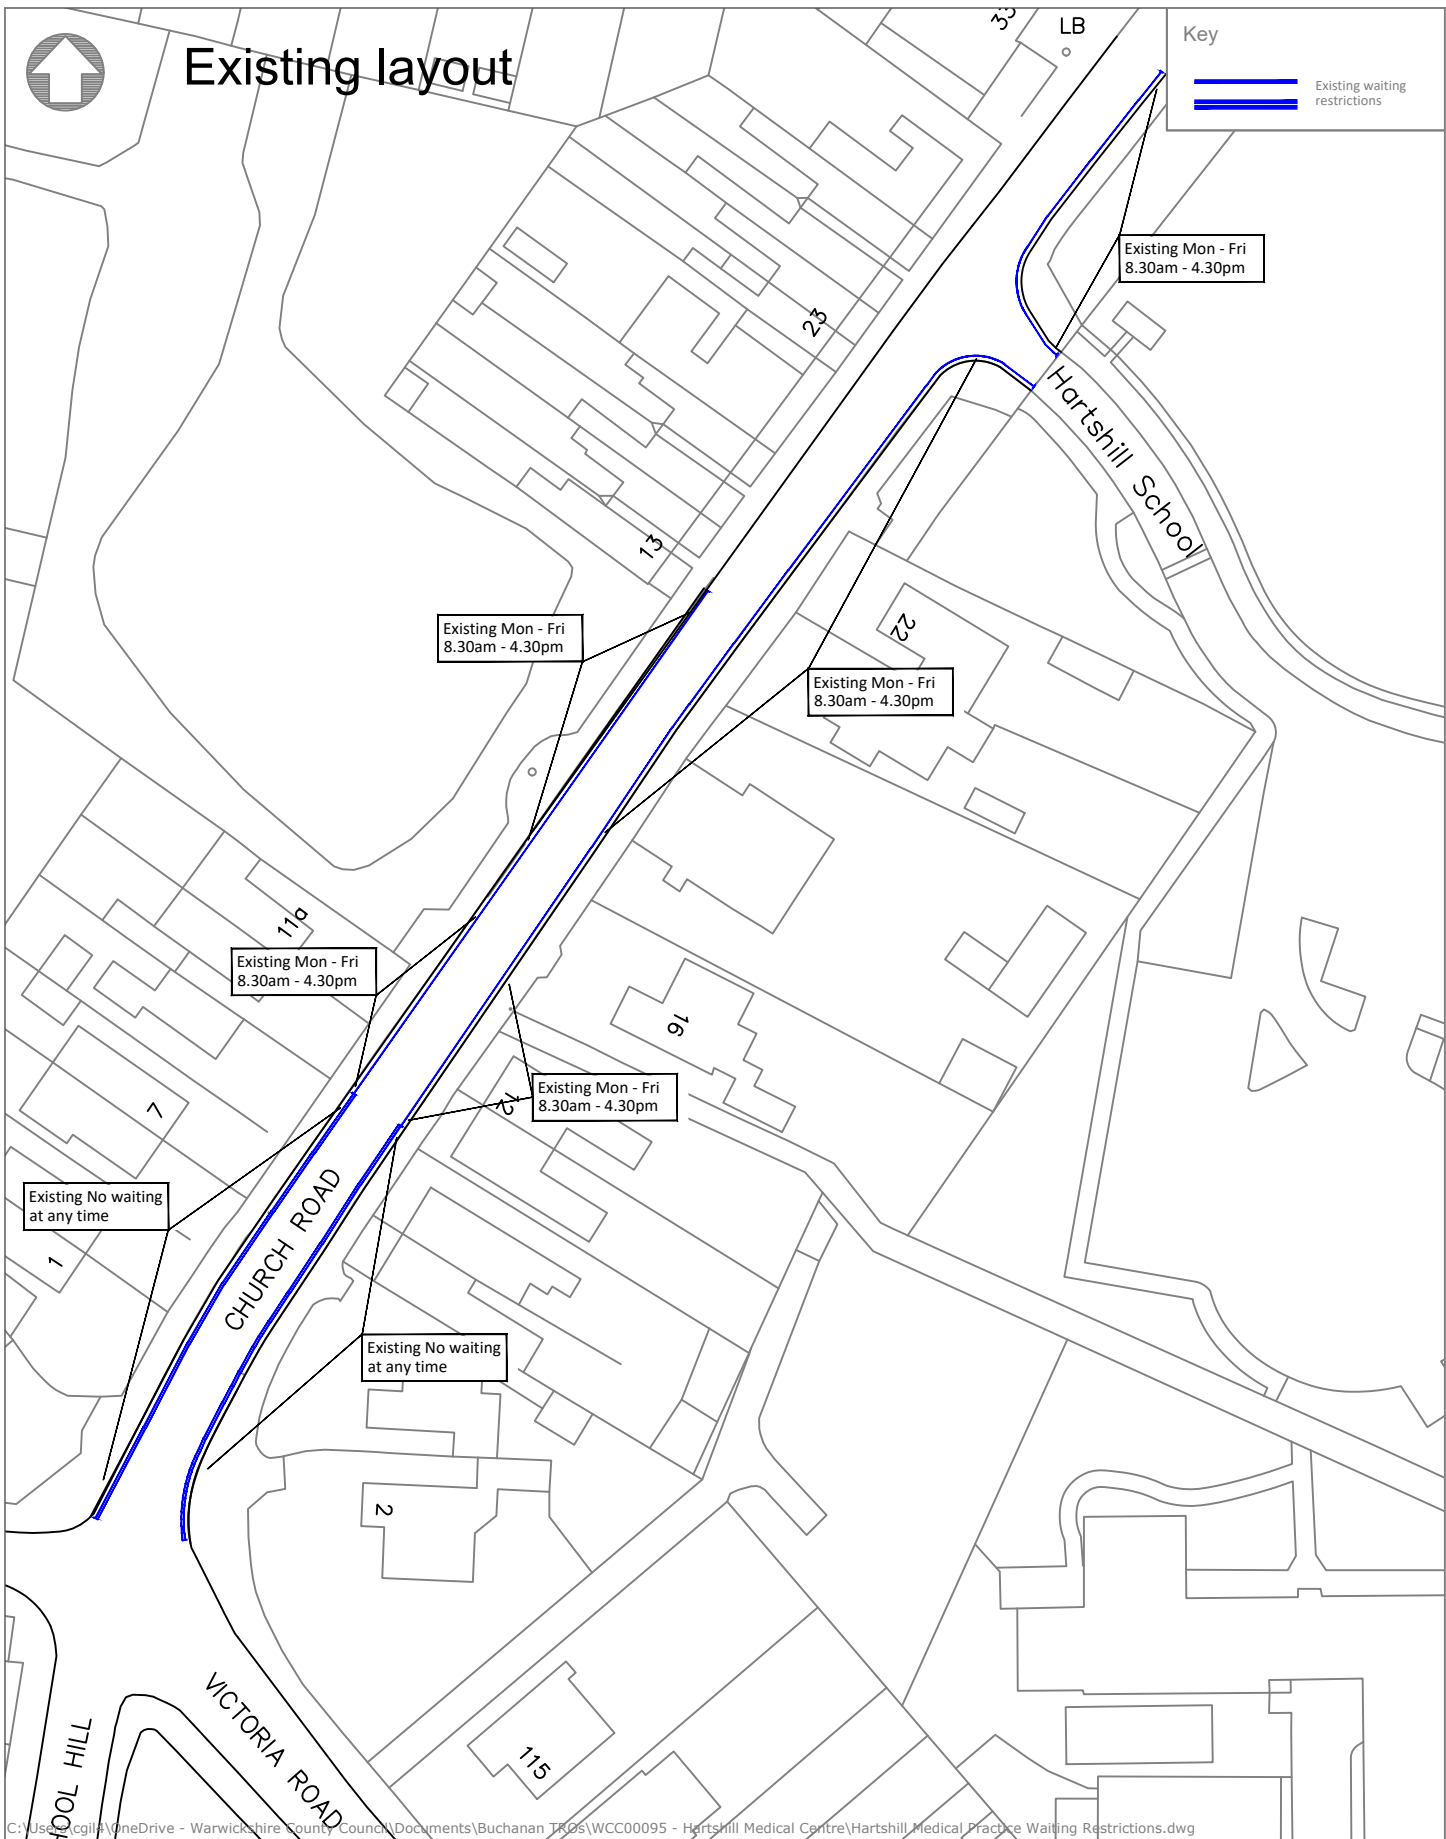 Existing layout
33
LB
Key
Existing waiting
restrictions
Existing Mon - Fri
8.30am - 4.30pm
23
Hartshill School
13
Existing Mon - Fri
8.30am - 4.30pm
22
Existing Mon - Fri
8.30am - 4.30pm
11a
Existing Mon - Fri
8.30am - 4.30pm
16
Existing Mon - Fri
8.30am - 4.30pm
12
7
Existing No waiting
at any time
CHURCH ROAD
1
Existing No waiting
at any time
2
VICTORIA ROAD
HOOL HILL
115
C:\Users\cgil4\OneDrive - Warwickshire County Council\Documents\Buchanan TROs\WCC00095 - Hartshill Medical Centre\Hartshill Medical Practice Waiting Restrictions.dwg